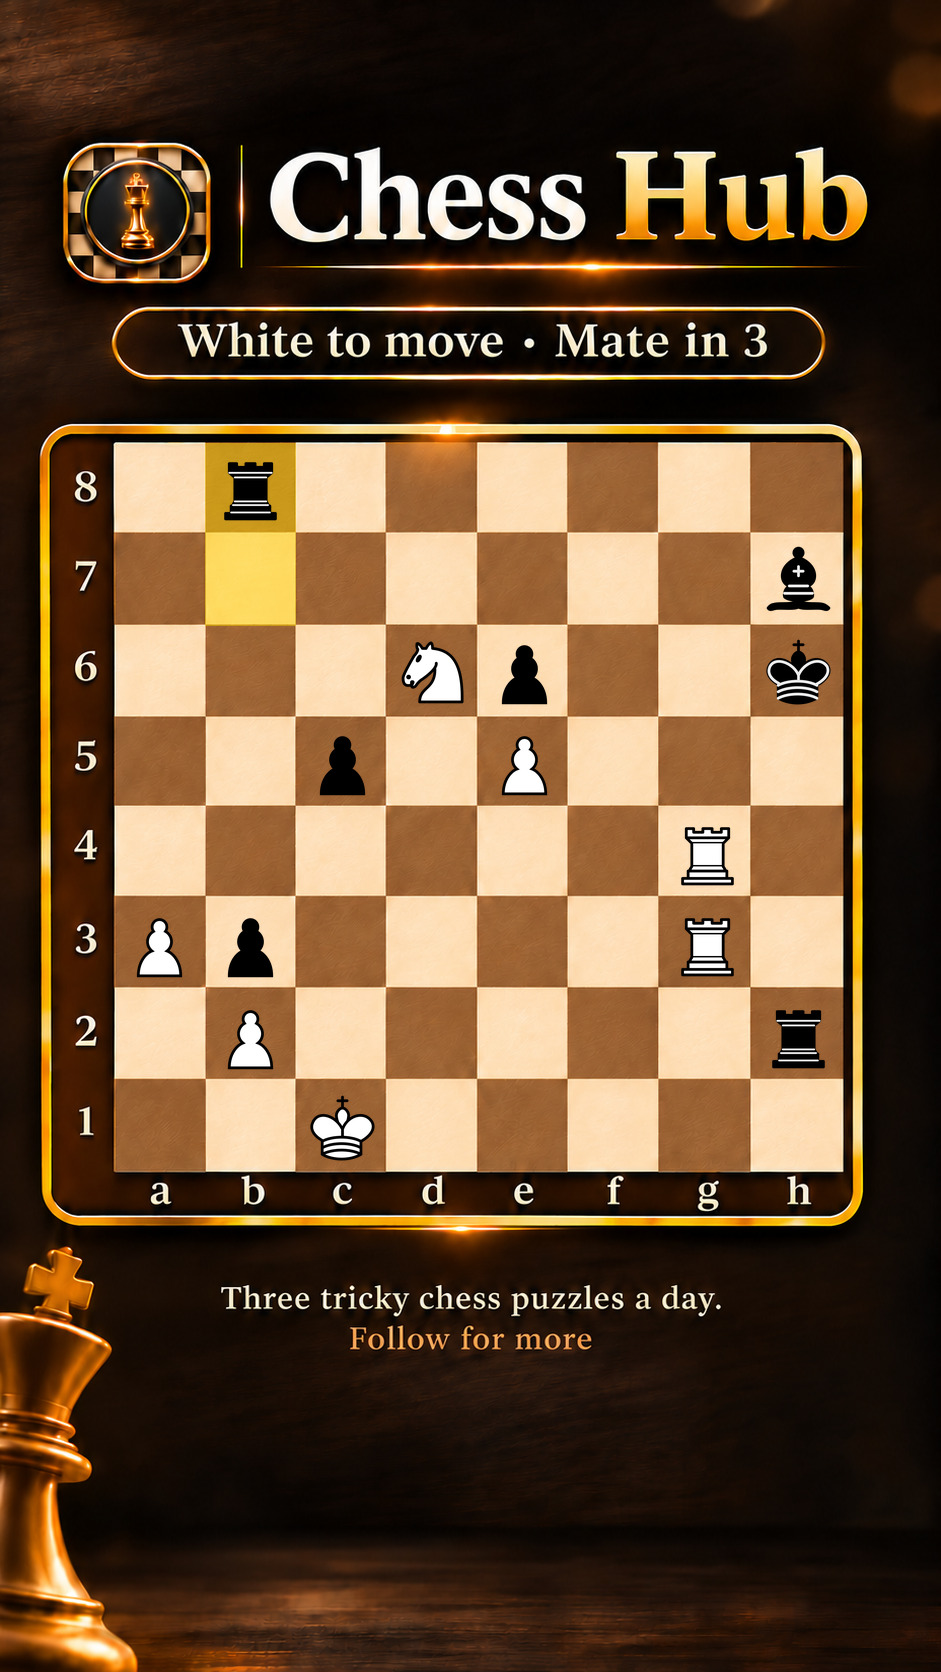 Chess Hub
White to move • Mate in 3
8
7
6
5
4
3
2
1
a b c d e f g h
Three tricky chess puzzles a day.
Follow for more